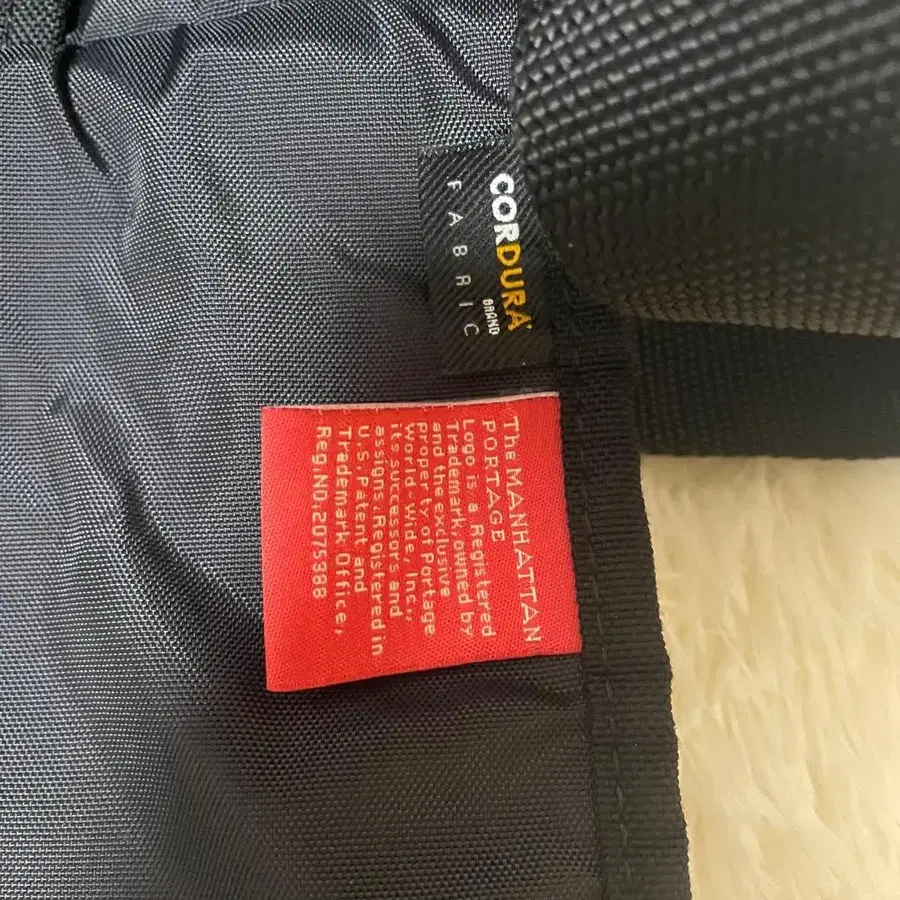 CORDURA
BRAND
FABRIC
The MANHATTAN
PORTAGE
Logo is a Registered
Trademark, owned by
and the exclusive
property of Portage
World-Wide, Inc.,
its successors and
assigns. Registered in
U.S. Patent and
Trademark Office.,
Reg.NO.2075388